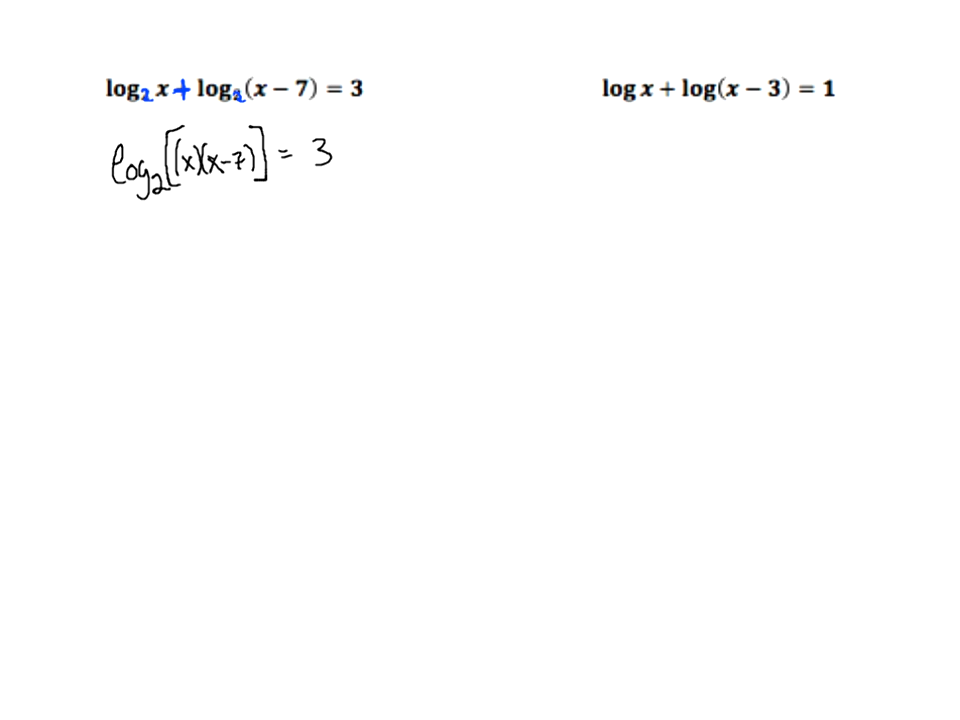 log₂ x + log₂(x − 7) = 3
log₂[(x)(x-7)] = 3
log x + log(x − 3) = 1